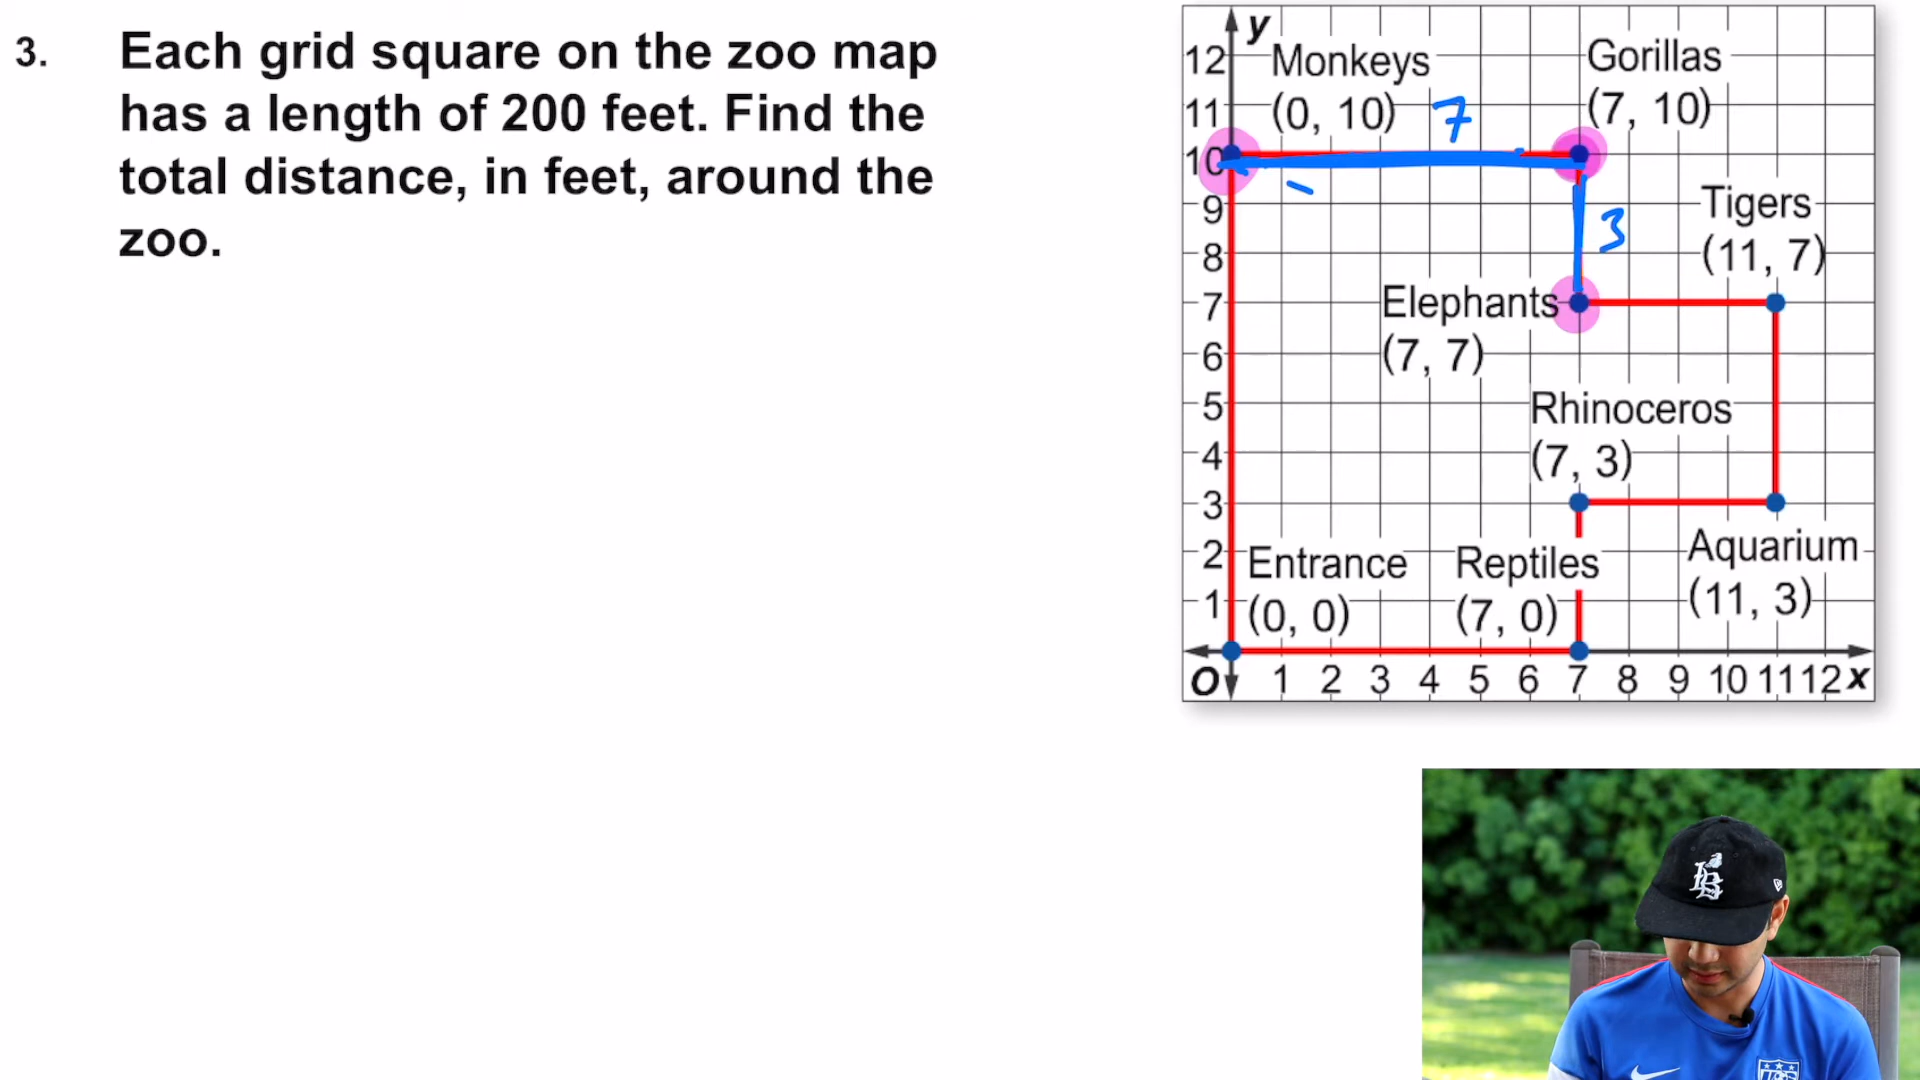 3. Each grid square on the zoo map
has a length of 200 feet. Find the
total distance, in feet, around the
zoo.
y
12
11
10
9
8
7
6
5
4
3
2
1
O
1 2 3 4 5 6 7 8 9 10 11 12 x
Monkeys
(0, 10)
7
Gorillas
(7, 10)
3
Tigers
(11, 7)
Elephants
(7, 7)
Rhinoceros
(7, 3)
Aquarium
(11, 3)
Entrance
(0, 0)
Reptiles
(7, 0)
LB